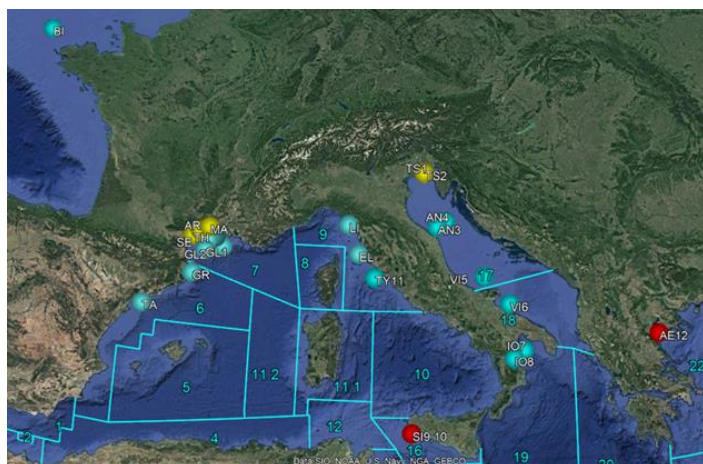 BI
TS1
TS2
AR
MA
SE
TH
GL2
GL1
GR
TA
LI
EL
TY11
AN4
AN3
VI5
VI6
IO7
IO8
AE12
SI9-10
9
8
7
6
5
11.2
11.1
10
17
18
22
1
2
4
12
16
19
20
Data SIO, NOAA, U.S. Navy, NGA, GEBCO